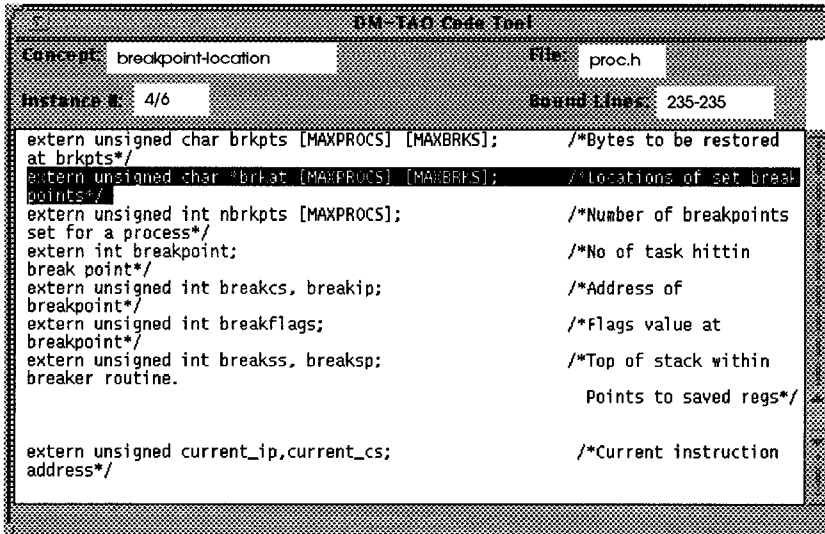 DM-TAO Code Tool
Concept: breakpoint-location File: proc.h
Instance #: 4/6 Bound Lines: 235-235
extern unsigned char brkpts [MAXPROCS] [MAXBRKS]; /*Bytes to be restored
at brkpts*/
extern unsigned char *brkat [MAXPROCS] [MAXBRKS]; /*Locations of set break
points*/
extern unsigned int nbrkpts [MAXPROCS]; /*Number of breakpoints
set for a process*/
extern int breakpoint; /*No of task hittin
break point*/
extern unsigned int breakcs, breakip; /*Address of
breakpoint*/
extern unsigned int breakflags; /*Flags value at
breakpoint*/
extern unsigned int breakss, breaksp; /*Top of stack within
breaker routine.
Points to saved regs*/
extern unsigned current_ip,current_cs; /*Current instruction
address*/